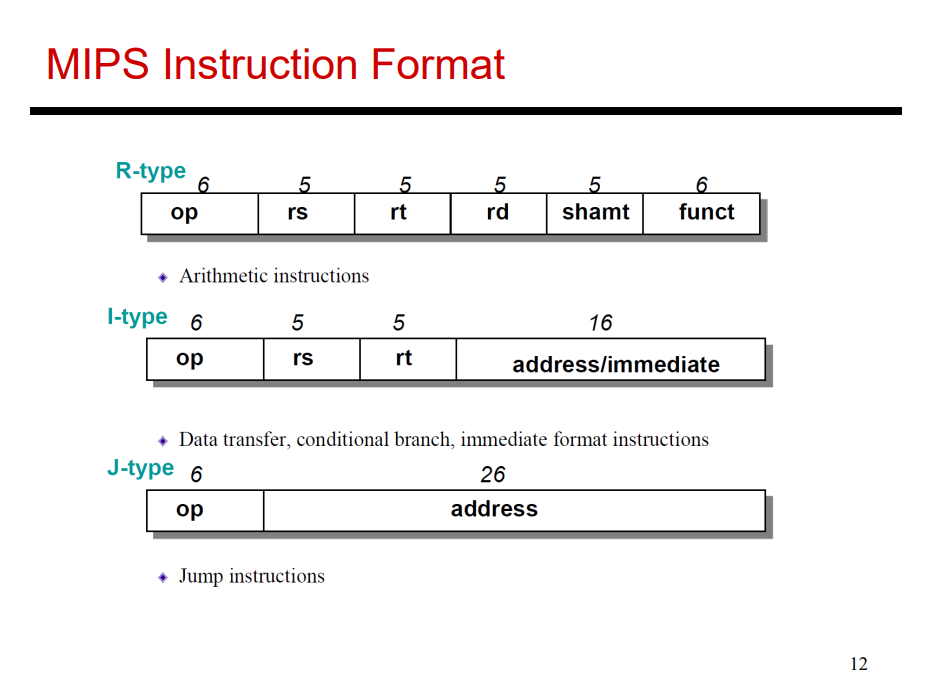 MIPS Instruction Format
R-type
6 5 5 5 5 6
op rs rt rd shamt funct
Arithmetic instructions
I-type 6 5 5 16
op rs rt address/immediate
Data transfer, conditional branch, immediate format instructions
J-type 6 26
op address
Jump instructions
12